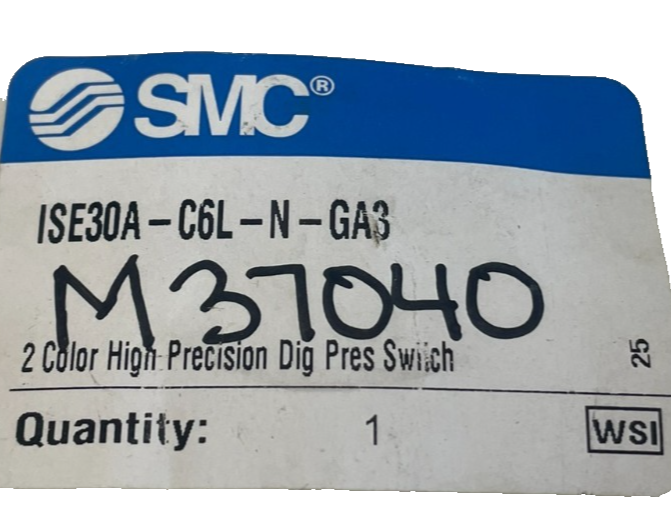 SMC®
ISE30A-C6L-N-GA3
M37040
2 Color High Precision Dig Pres Switch
25
Quantity: 1
WSI